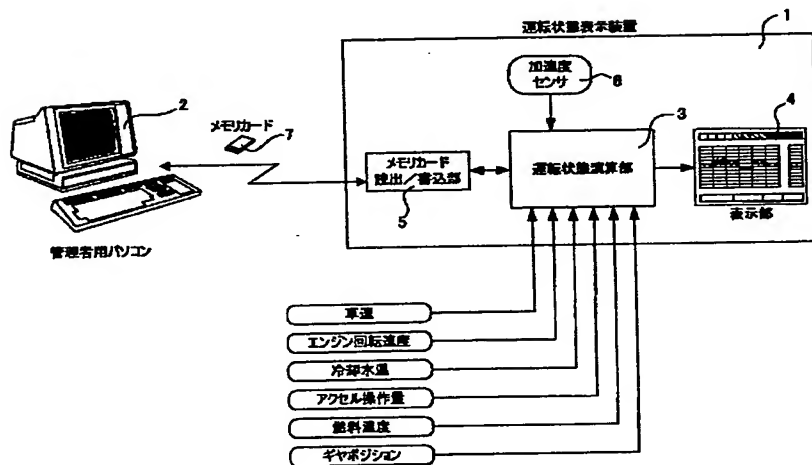 運転状態表示装置
1
加速度
センサ
6
2
メモリカード
7
メモリカード
読出/書込部
5
3
運転状態演算部
4
表示部
管理者用パソコン
車速
エンジン回転速度
冷却水温
アクセル操作量
燃料温度
ギヤポジション